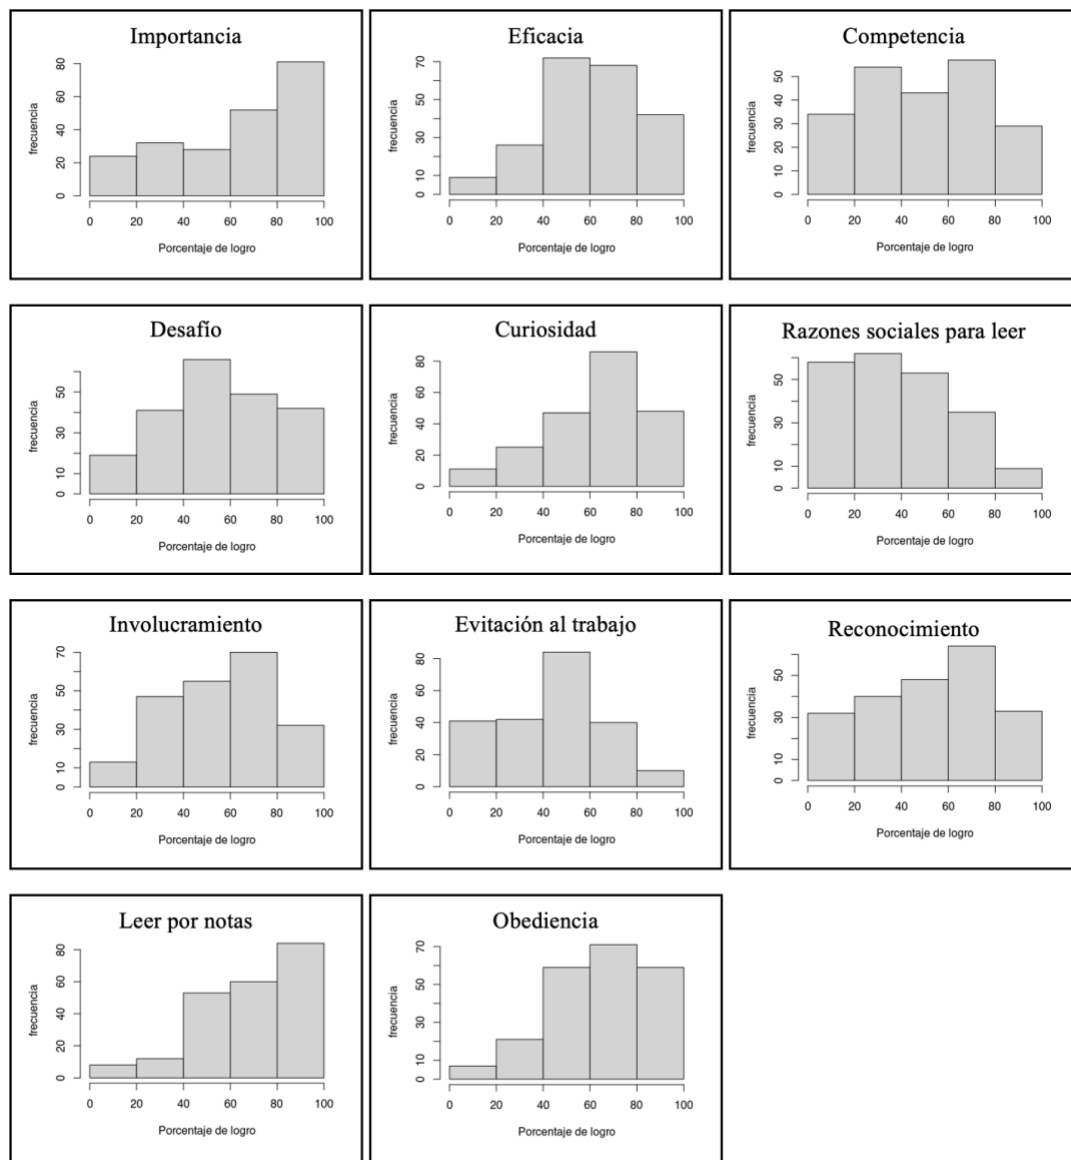 Importancia
frecuencia
0 20 40 60 80
0 20 40 60 80 100
Porcentaje de logro
Eficacia
frecuencia
0 10 30 50 70
0 20 40 60 80 100
Porcentaje de logro
Competencia
frecuencia
0 10 20 30 40 50
0 20 40 60 80 100
Porcentaje de logro
Desafío
frecuencia
0 10 30 50
0 20 40 60 80 100
Porcentaje de logro
Curiosidad
frecuencia
0 20 40 60 80
0 20 40 60 80 100
Porcentaje de logro
Razones sociales para leer
frecuencia
0 10 30 50
0 20 40 60 80 100
Porcentaje de logro
Involucramiento
frecuencia
0 10 30 50 70
0 20 40 60 80 100
Porcentaje de logro
Evitación al trabajo
frecuencia
0 20 40 60 80
0 20 40 60 80 100
Porcentaje de logro
Reconocimiento
frecuencia
0 10 30 50
0 20 40 60 80 100
Porcentaje de logro
Leer por notas
frecuencia
0 20 40 60 80
0 20 40 60 80 100
Porcentaje de logro
Obediencia
frecuencia
0 10 30 50 70
0 20 40 60 80 100
Porcentaje de logro